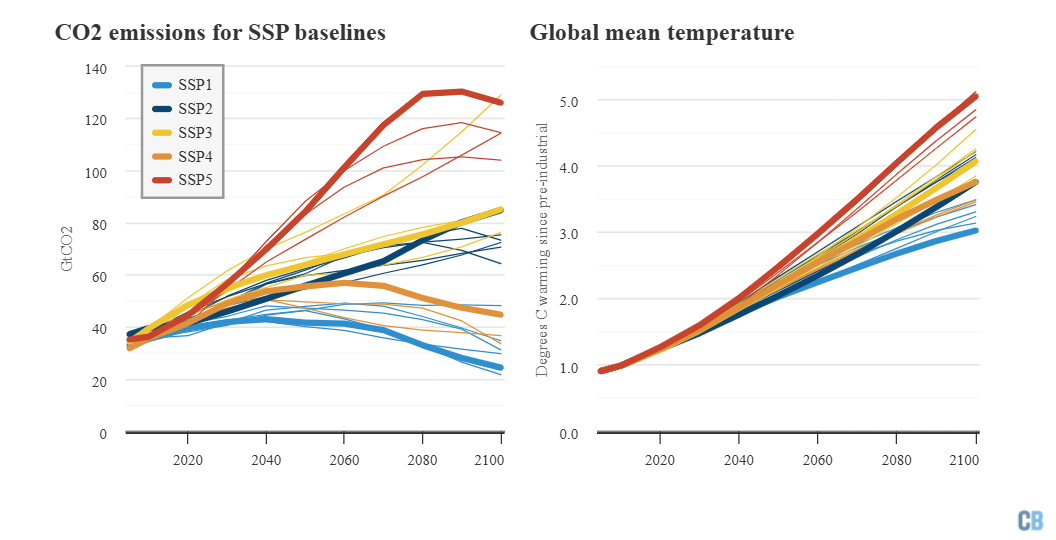 CO2 emissions for SSP baselines
GtCO2
140
120
100
80
60
40
20
0
SSP1
SSP2
SSP3
SSP4
SSP5
2020
2040
2060
2080
2100
Global mean temperature
Degrees C warming since pre-industrial
5.0
4.0
3.0
2.0
1.0
0.0
2020
2040
2060
2080
2100
CB